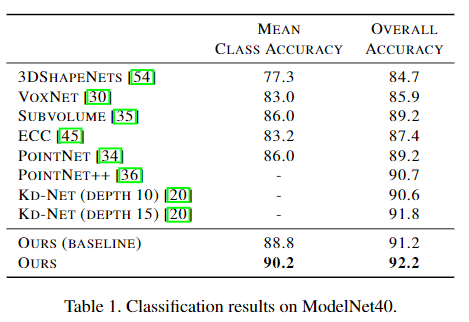 MEAN OVERALL
CLASS ACCURACY ACCURACY
3DSHAPENETS [54] 77.3 84.7
VOXNET [30] 83.0 85.9
SUBVOLUME [35] 86.0 89.2
ECC [45] 83.2 87.4
POINTNET [34] 86.0 89.2
POINTNET++ [36] - 90.7
KD-NET (DEPTH 10) [20] - 90.6
KD-NET (DEPTH 15) [20] - 91.8
OURS (BASELINE) 88.8 91.2
OURS 90.2 92.2
Table 1. Classification results on ModelNet40.